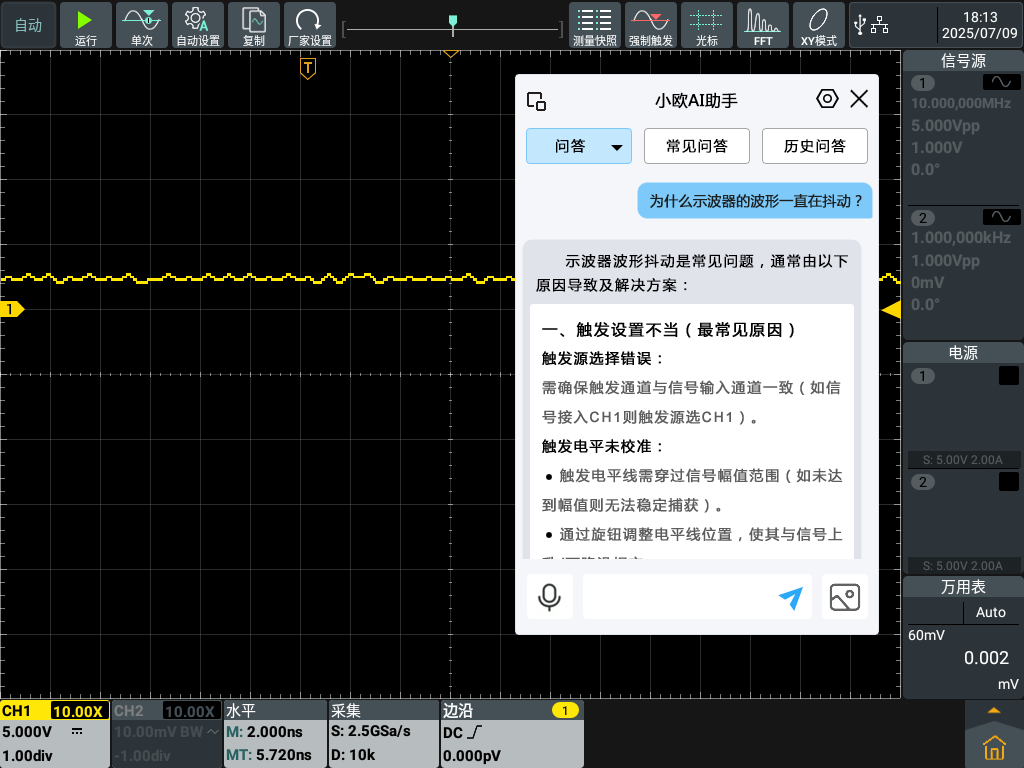 自动
运行
单次
自动设置
复制
厂家设置
测量快照
强制触发
光标
FFT
XY模式
18:13
2025/07/09
T
1
小欧AI助手
问答
常见问答
历史问答
为什么示波器的波形一直在抖动？
示波器波形抖动是常见问题，通常由以下
原因导致及解决方案：
一、触发设置不当（最常见原因）
触发源选择错误：
需确保触发通道与信号输入通道一致（如信
号接入CH1则触发源选CH1）。
触发电平未校准：
• 触发电平线需穿过信号幅值范围（如未达
到幅值则无法稳定捕获）。
• 通过旋钮调整电平线位置，使其与信号上
信号源
1
10.000,000MHz
5.000Vpp
1.000V
0.0°
2
1.000,000kHz
1.000Vpp
0mV
0.0°
电源
1
S: 5.00V 2.00A
2
S: 5.00V 2.00A
万用表
Auto
60mV
0.002
mV
CH1 10.00X
5.000V
1.00div
CH2 10.00X
10.00mV BW
-1.00div
水平
M: 2.000ns
MT: 5.720ns
采集
S: 2.5GSa/s
D: 10k
边沿 1
DC
0.000pV